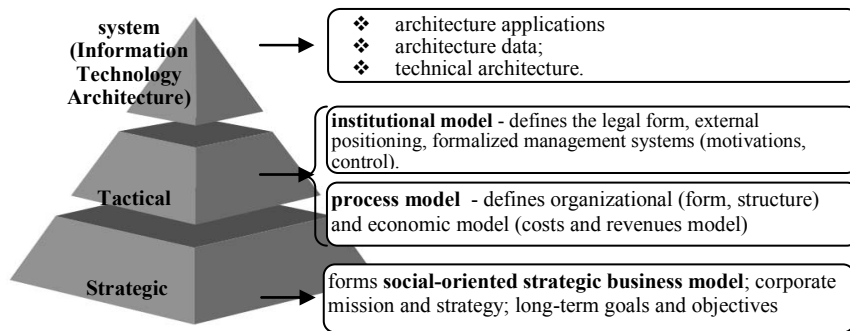 system
(Information
Technology
Architecture)
❖ architecture applications
❖ architecture data;
❖ technical architecture.
institutional model - defines the legal form, external
positioning, formalized management systems (motivations,
control).
Tactical
process model - defines organizational (form, structure)
and economic model (costs and revenues model)
Strategic
forms social-oriented strategic business model; corporate
mission and strategy; long-term goals and objectives